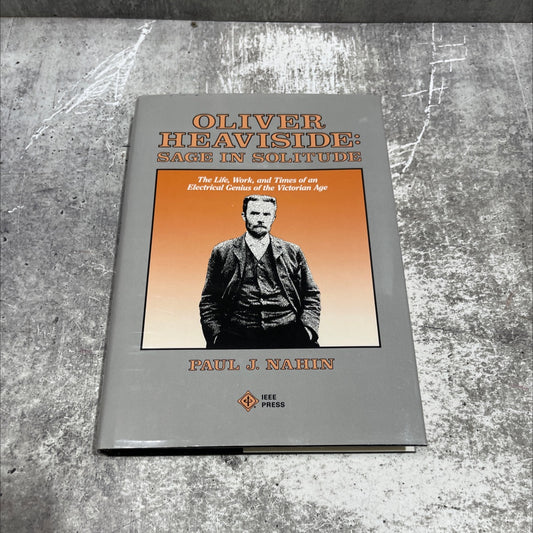 OLIVER
HEAVISIDE:
SAGE IN SOLITUDE
The Life, Work, and Times of an
Electrical Genius of the Victorian Age
PAUL J. NAHIN
IEEE
PRESS